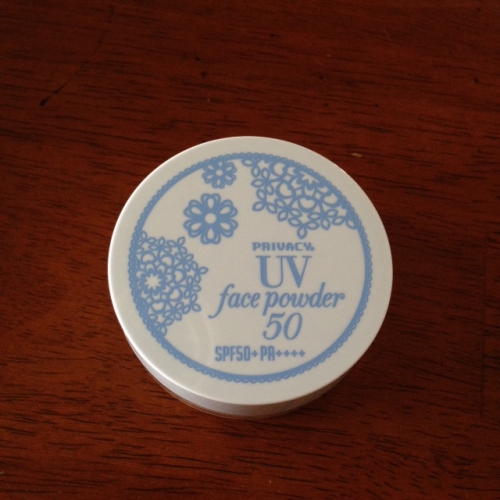 PRIVACY
UV
face powder
50
SPF50+ PA++++